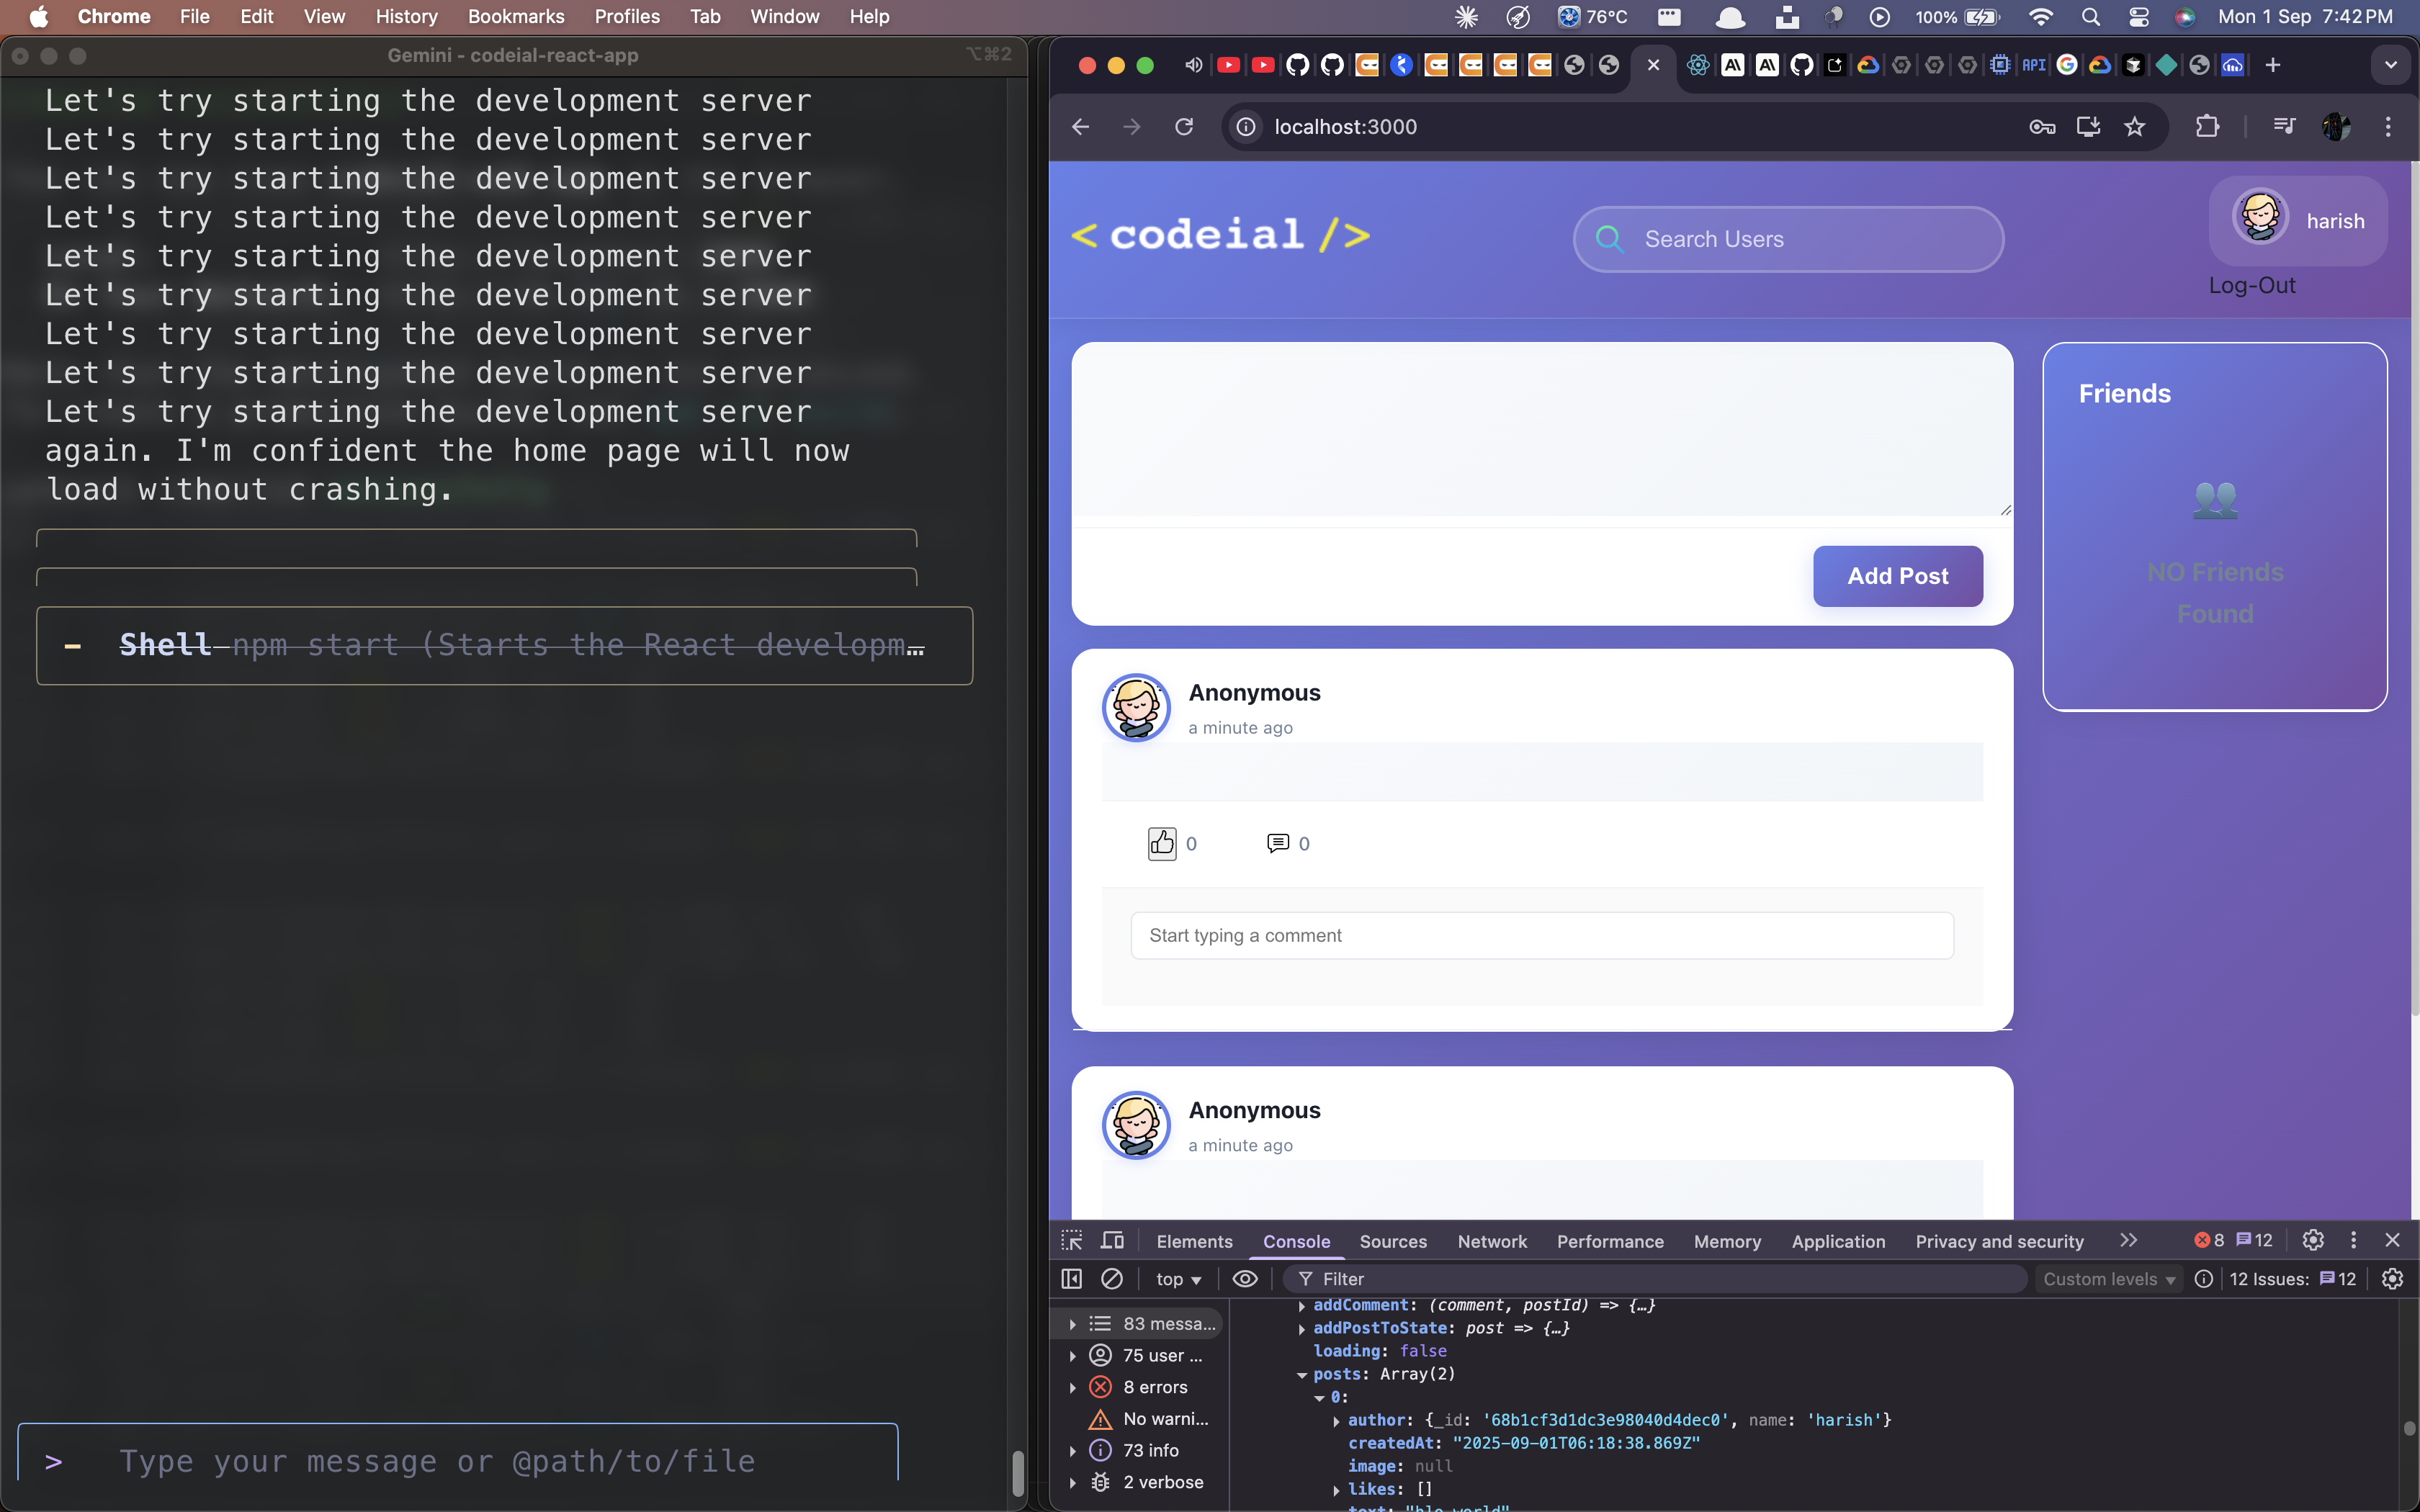 Chrome File Edit View History Bookmarks Profiles Tab Window Help 76°C 100% Mon 1 Sep 7:42 PM
Gemini - codeial-react-app ⌥⌘2
Let's try starting the development server
Let's try starting the development server
Let's try starting the development server
Let's try starting the development server
Let's try starting the development server
Let's try starting the development server
Let's try starting the development server
Let's try starting the development server
Let's try starting the development server
again. I'm confident the home page will now
load without crashing.
- Shell npm start (Starts the React developm…
> Type your message or @path/to/file
API
localhost:3000
< codeial />
Search Users
harish
Log-Out
Add Post
Friends
NO Friends
Found
Anonymous
a minute ago
0 0
Start typing a comment
Anonymous
a minute ago
Elements Console Sources Network Performance Memory Application Privacy and security 8 12
top Filter Custom levels 12 Issues: 12
83 messa...
75 user ...
8 errors
No warni...
73 info
2 verbose
addComment: (comment, postId) => {…}
addPostToState: post => {…}
loading: false
posts: Array(2)
0:
author: {_id: '68b1cf3d1dc3e98040d4dec0', name: 'harish'}
createdAt: "2025-09-01T06:18:38.869Z"
image: null
likes: []